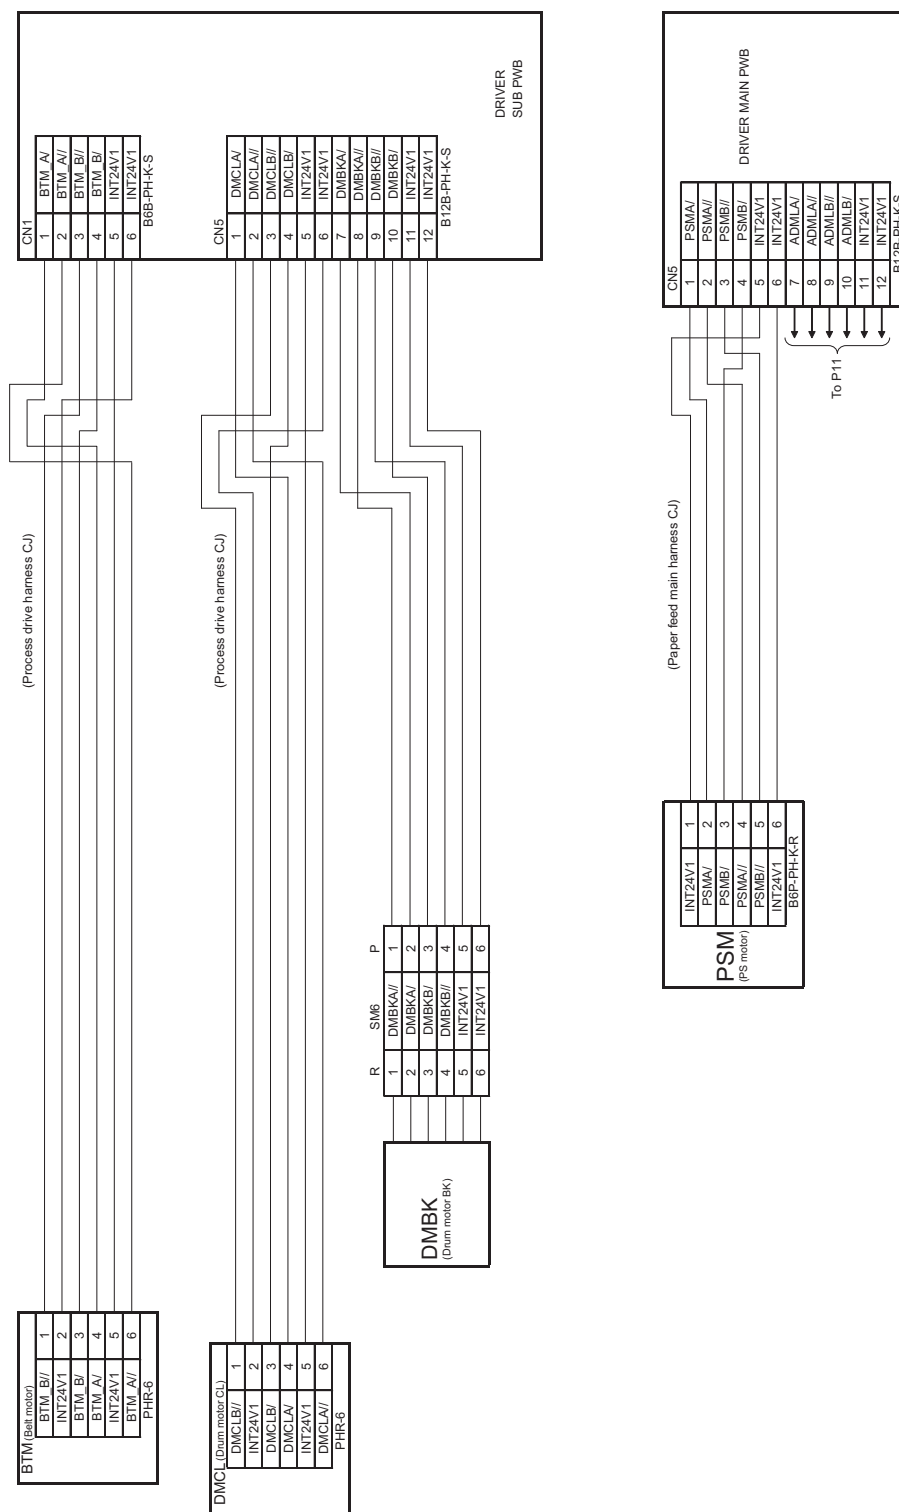 DRIVER
SUB PWB
CN1
1 BTM_A/
2 BTM_A//
3 BTM_B//
4 BTM_B/
5 INT24V1
6 INT24V1
B6B-PH-K-S
CN5
1 DMCLA/
2 DMCLA//
3 DMCLB//
4 DMCLB/
5 INT24V1
6 INT24V1
7 DMBKA/
8 DMBKA//
9 DMBKB//
10 DMBKB/
11 INT24V1
12 INT24V1
B12B-PH-K-S
(Process drive harness CJ)
(Process drive harness CJ)
R SM6 P
1 DMBKA// 1
2 DMBKA/ 2
3 DMBKB/ 3
4 DMBKB// 4
5 INT24V1 5
6 INT24V1 6
DMBK
(Drum motor BK)
BTM (Belt motor)
BTM_B// 1
INT24V1 2
BTM_B/ 3
BTM_A/ 4
INT24V1 5
BTM_A// 6
PHR-6
DMCL (Drum motor CL)
DMCLB// 1
INT24V1 2
DMCLB/ 3
DMCLA/ 4
INT24V1 5
DMCLA// 6
PHR-6
DRIVER MAIN PWB
CN5
1 PSMA/
2 PSMA//
3 PSMB//
4 PSMB/
5 INT24V1
6 INT24V1
7 ADMLA/
8 ADMLA//
9 ADMLB//
10 ADMLB/
11 INT24V1
12 INT24V1
B12B-PH-K-S
To P11
(Paper feed main harness CJ)
INT24V1 1
PSMA/ 2
PSMB/ 3
PSMA// 4
PSMB// 5
INT24V1 6
B6P-PH-K-R
PSM
(PS motor)